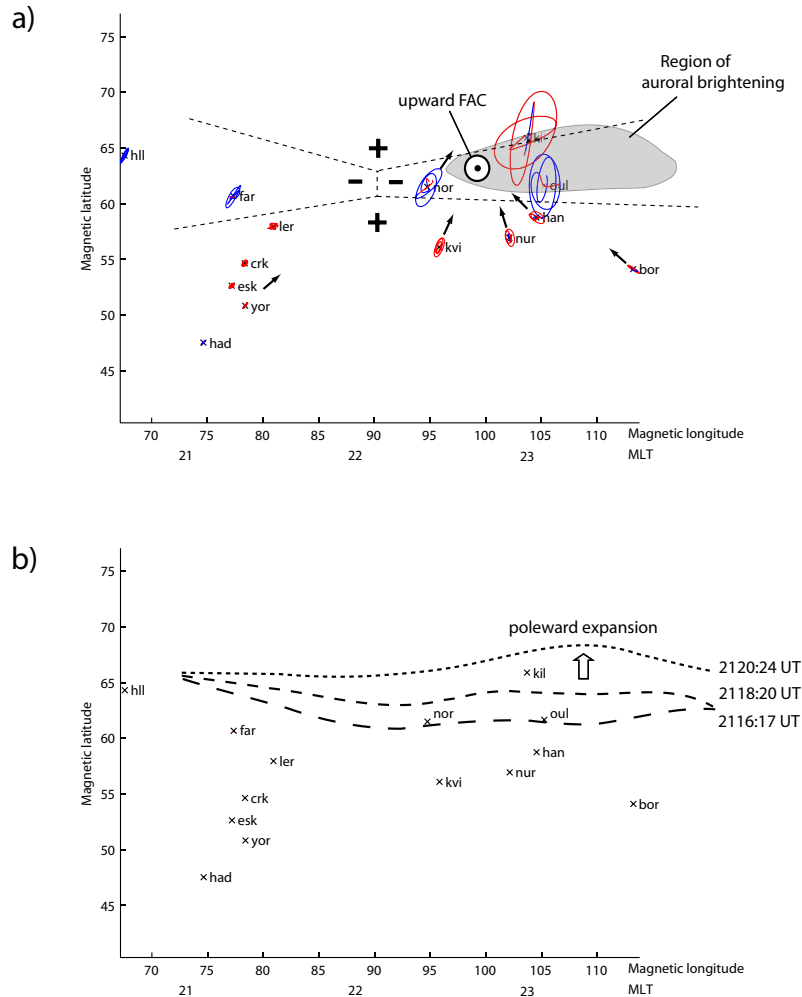 a)
75
70
65
60
55
50
45
Magnetic latitude
Region of
auroral brightening
upward FAC
+
- -
+
hll
far
ler
crk
esk
yor
had
nor
kvi
kil
oul
han
nur
bor
70 75 80 85 90 95 100 105 110 Magnetic longitude
21 22 23 MLT
b)
75
70
65
60
55
50
45
Magnetic latitude
poleward expansion
2120:24 UT
2118:20 UT
2116:17 UT
hll
kil
nor
oul
far
han
ler
nur
kvi
crk
bor
esk
yor
had
70 75 80 85 90 95 100 105 110 Magnetic longitude
21 22 23 MLT